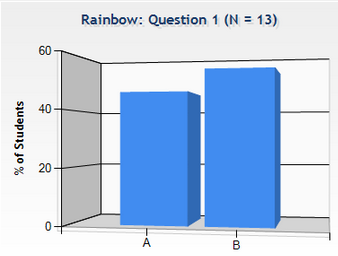 Rainbow: Question 1 (N = 13)
% of Students
60
40
20
0
A
B